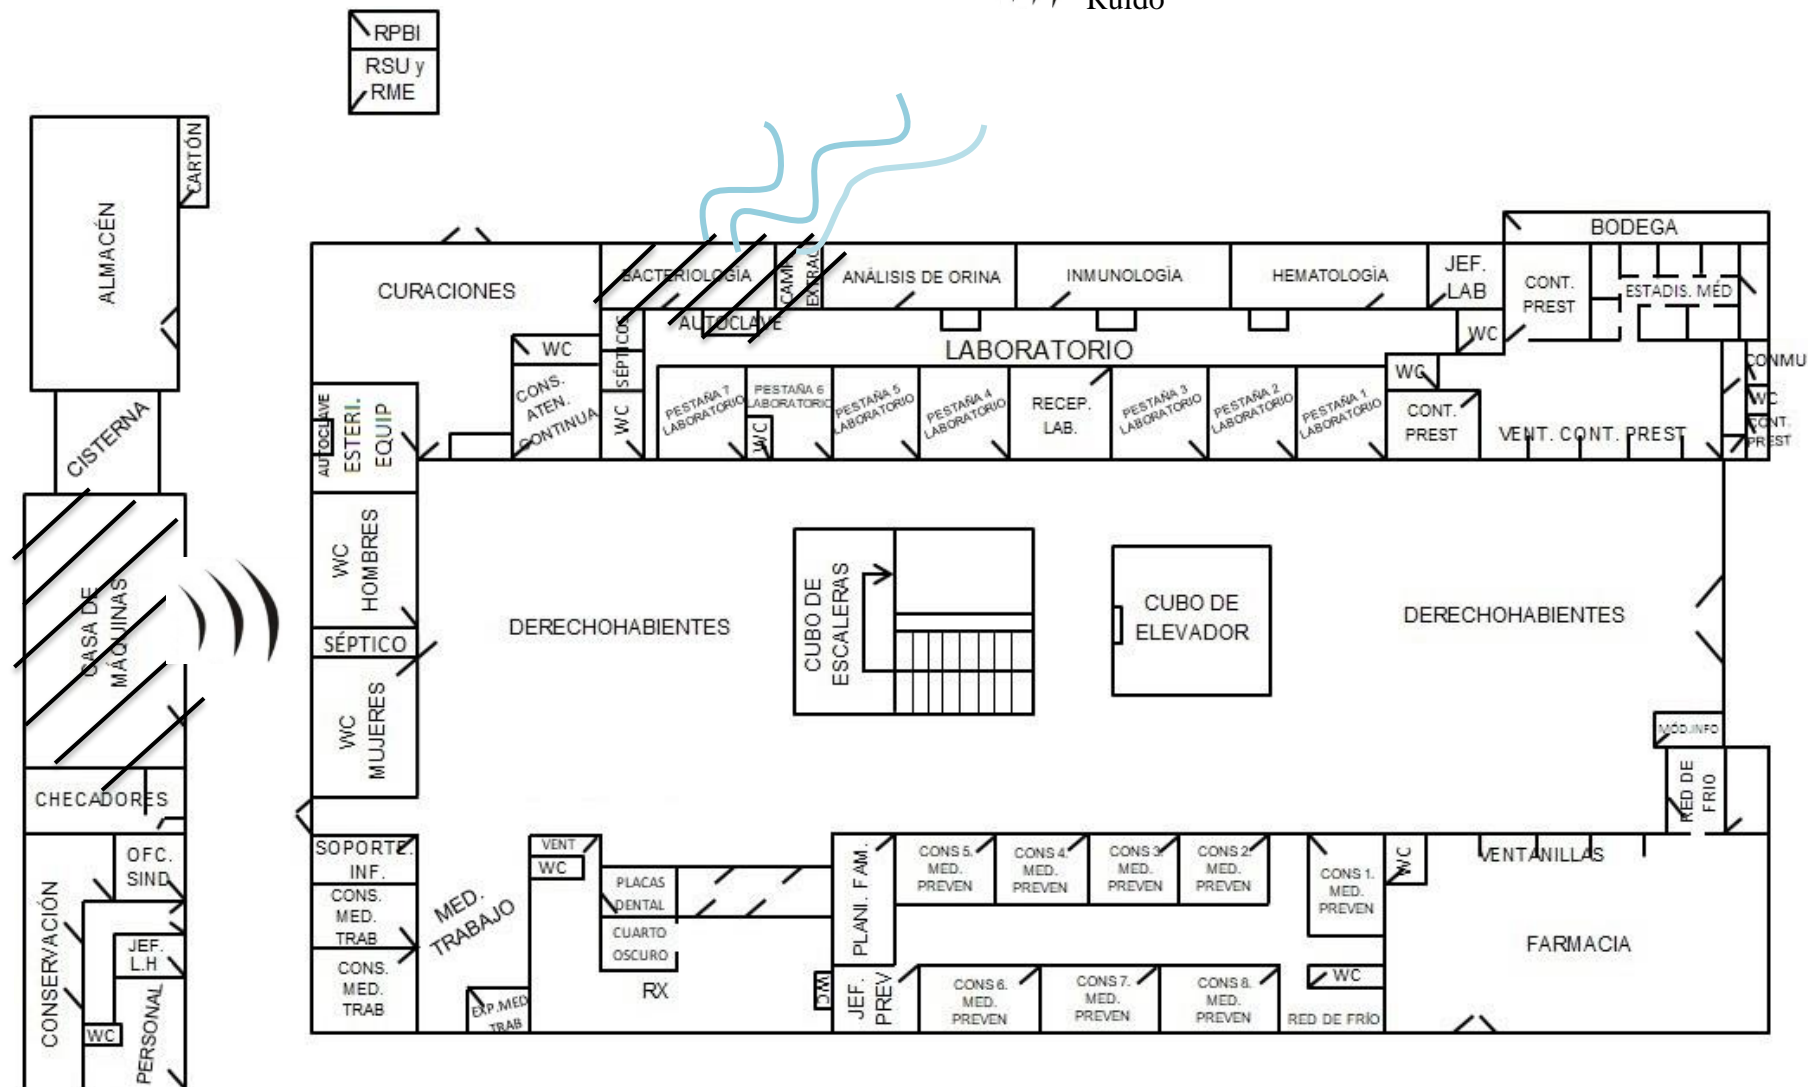 Ruido
RPBI
RSU y
RME
CARTÓN
ALMACÉN
CISTERNA
CASA DE
MÁQUINAS
CHECADORES
OFC.
SIND
CONSERVACIÓN
JEF.
L.H
WC
PERSONAL
BODEGA
CURACIONES
BACTERIOLOGÍA
ANÁLISIS DE ORINA
INMUNOLOGÍA
HEMATOLOGÍA
JEF.
LAB
CONT.
PREST
ESTADIS. MÉD
AUTOCLAVE
SÉPTICOS
WC
LABORATORIO
WC
CONS.
ATEN.
CONTINUA
WC
PESTAÑA 7
LABORATORIO
PESTAÑA 6
LABORATORIO
WC
PESTAÑA 5
LABORATORIO
PESTAÑA 4
LABORATORIO
RECEP.
LAB.
PESTAÑA 3
LABORATORIO
PESTAÑA 2
LABORATORIO
PESTAÑA 1
LABORATORIO
WC
CONT.
PREST
VENT. CONT. PREST
CONMU
WC
CONT.
PREST
AUTOCLAVE
ESTERI.
EQUIP
WC
HOMBRES
SÉPTICO
WC
MUJERES
DERECHOHABIENTES
CUBO DE
ESCALERAS
CUBO DE
ELEVADOR
DERECHOHABIENTES
MÓD.INFO
RED DE
FRIO
SOPORTE.
INF.
CONS.
MED.
TRAB
CONS.
MED.
TRAB
MED.
TRABAJO
EXP.MED
TRAB
VENT
WC
PLACAS
DENTAL
CUARTO
OSCURO
RX
WC
PLANI. FAM.
JEF.
PREV
CONS 5.
MED.
PREVEN
CONS 4.
MED.
PREVEN
CONS 3.
MED.
PREVEN
CONS 2.
MED.
PREVEN
CONS 1.
MED.
PREVEN
WC
VENTANILLAS
FARMACIA
CONS 6.
MED.
PREVEN
CONS 7.
MED.
PREVEN
CONS 8.
MED.
PREVEN
WC
RED DE FRÍO